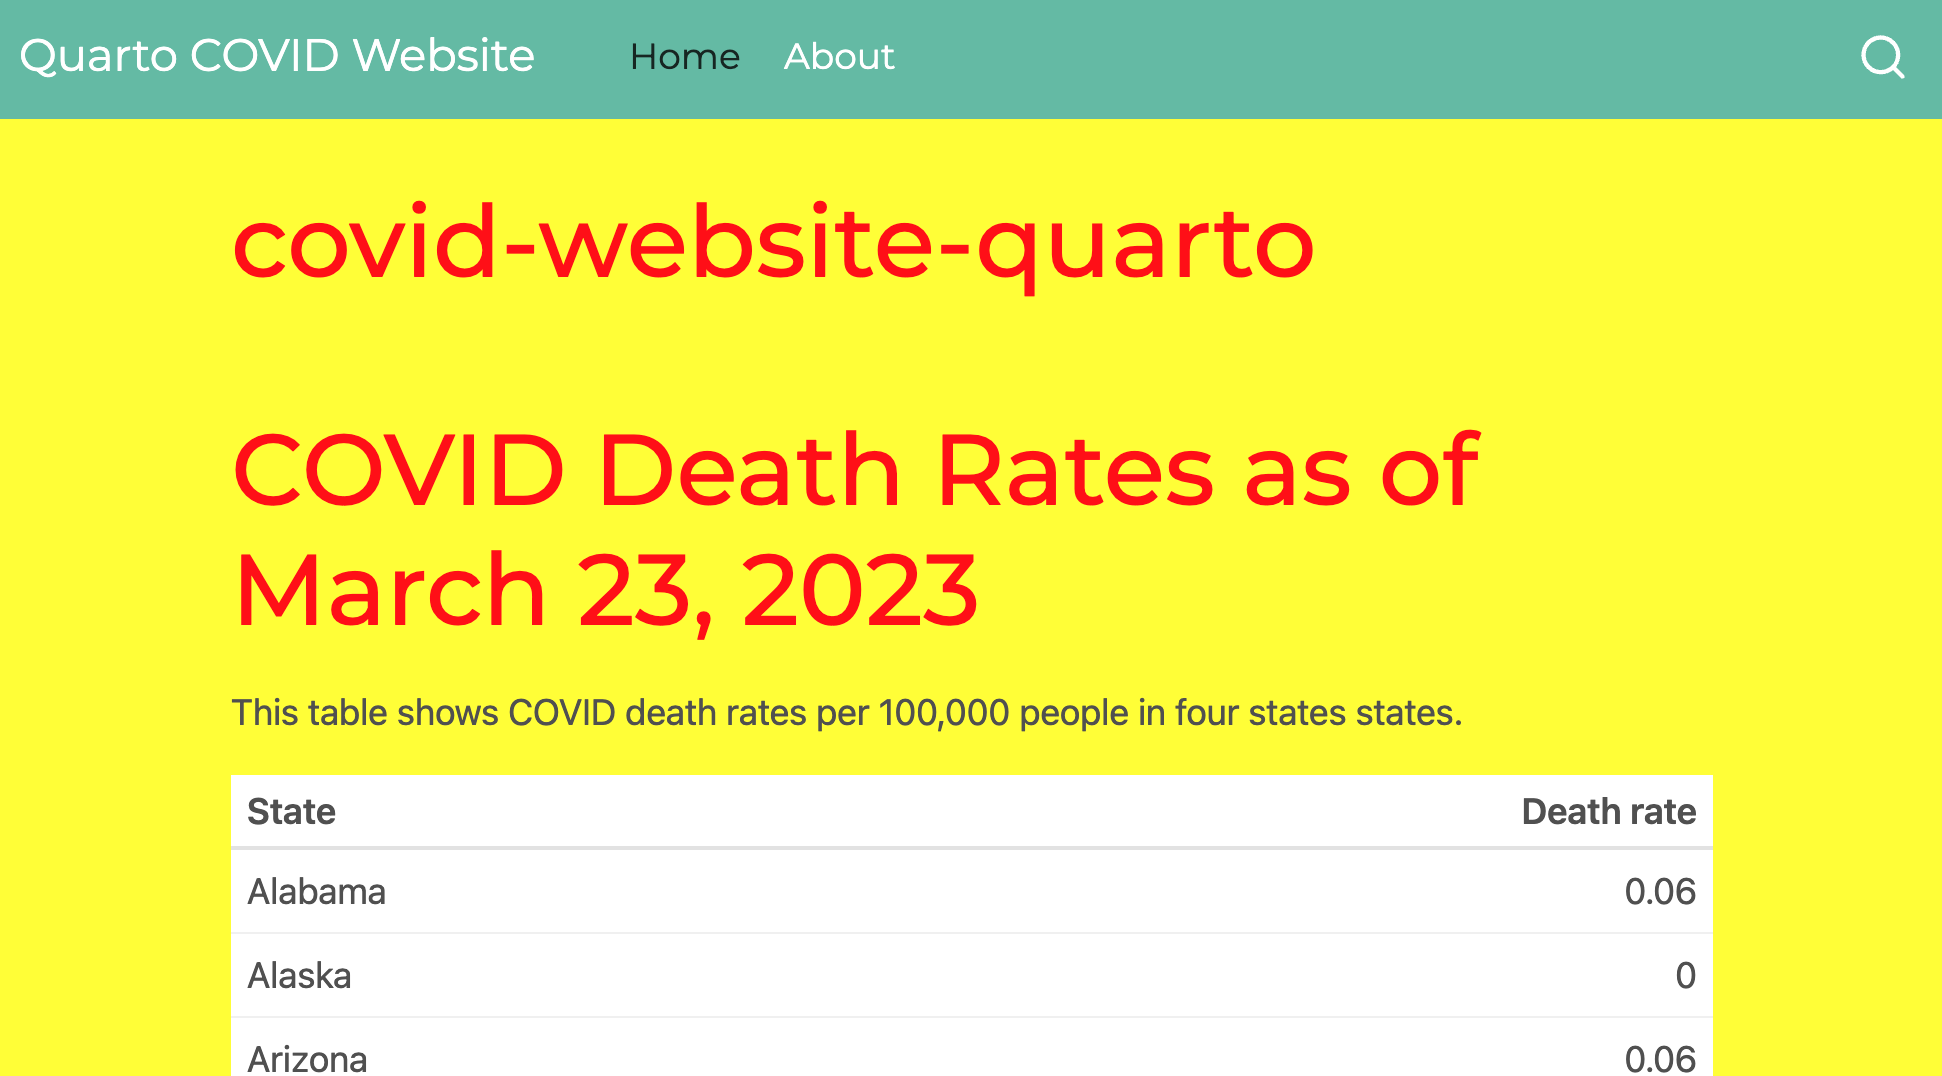 Quarto COVID Website Home About
covid-website-quarto
COVID Death Rates as of
March 23, 2023
This table shows COVID death rates per 100,000 people in four states states.
State Death rate
Alabama 0.06
Alaska 0
Arizona 0.06